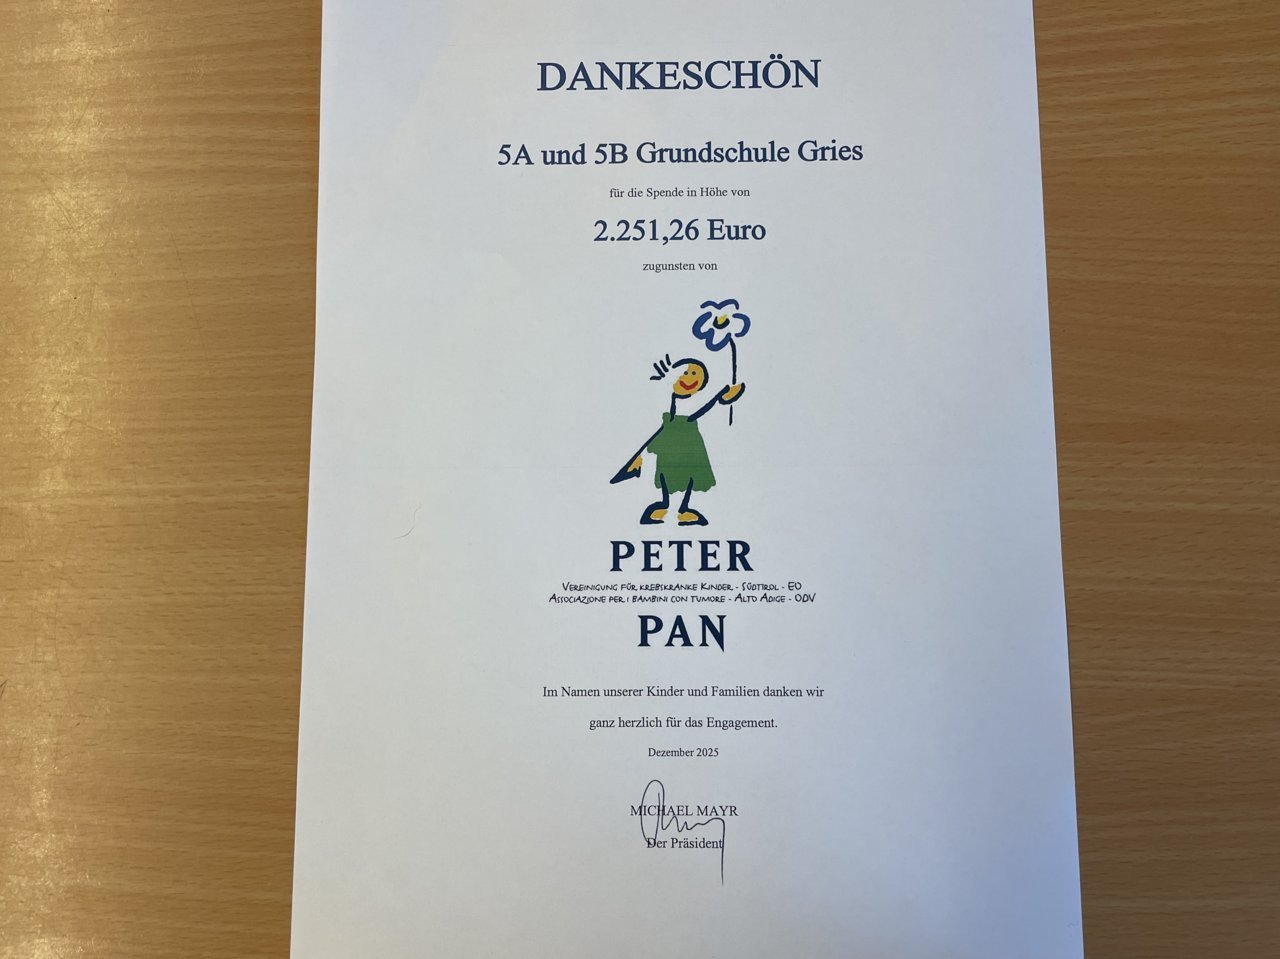 DANKESCHÖN
5A und 5B Grundschule Gries
für die Spende in Höhe von
2.251,26 Euro
zugunsten von
PETER
VEREINIGUNG FÜR KREBSKRANKE KINDER - SÜDTIROL - EO
ASSOCIAZIONE PER I BAMBINI CON TUMORE - ALTO ADIGE - ODV
PAN
Im Namen unserer Kinder und Familien danken wir
ganz herzlich für das Engagement.
Dezember 2025
MICHAEL MAYR
Der Präsident